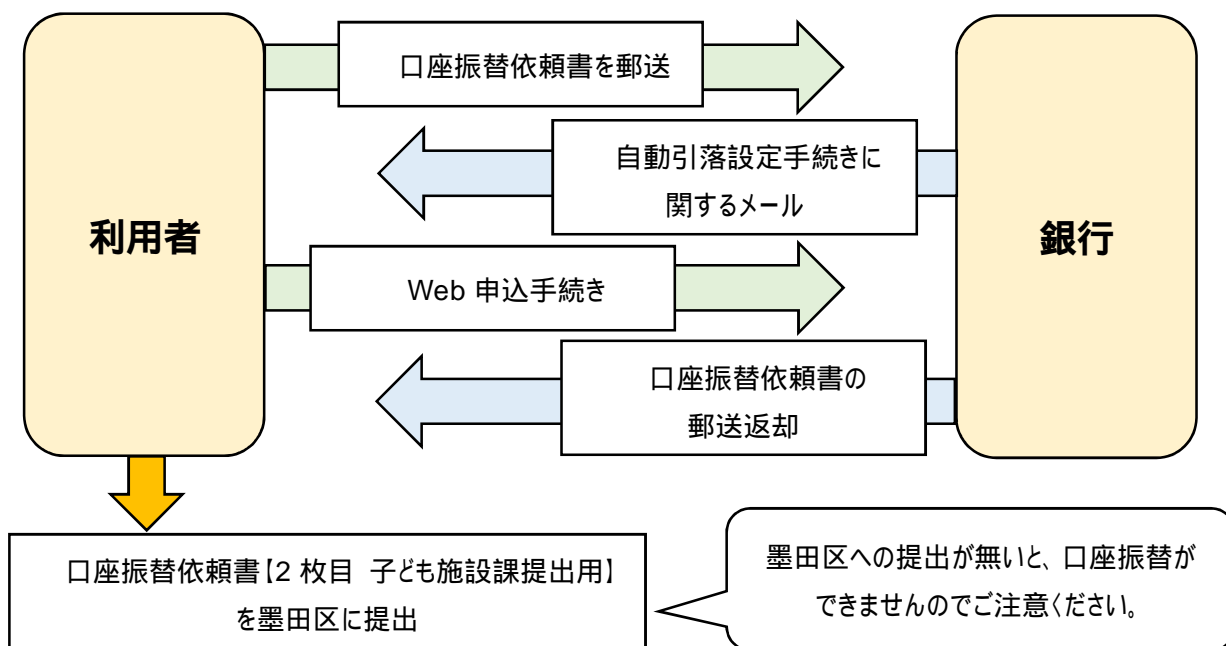 利用者
口座振替依頼書を郵送
自動引落設定手続きに
関するメール
Web 申込手続き
口座振替依頼書の
郵送返却
銀行
口座振替依頼書【2 枚目 子ども施設課提出用】
を墨田区に提出
墨田区への提出が無いと、口座振替が
できませんのでご注意ください。